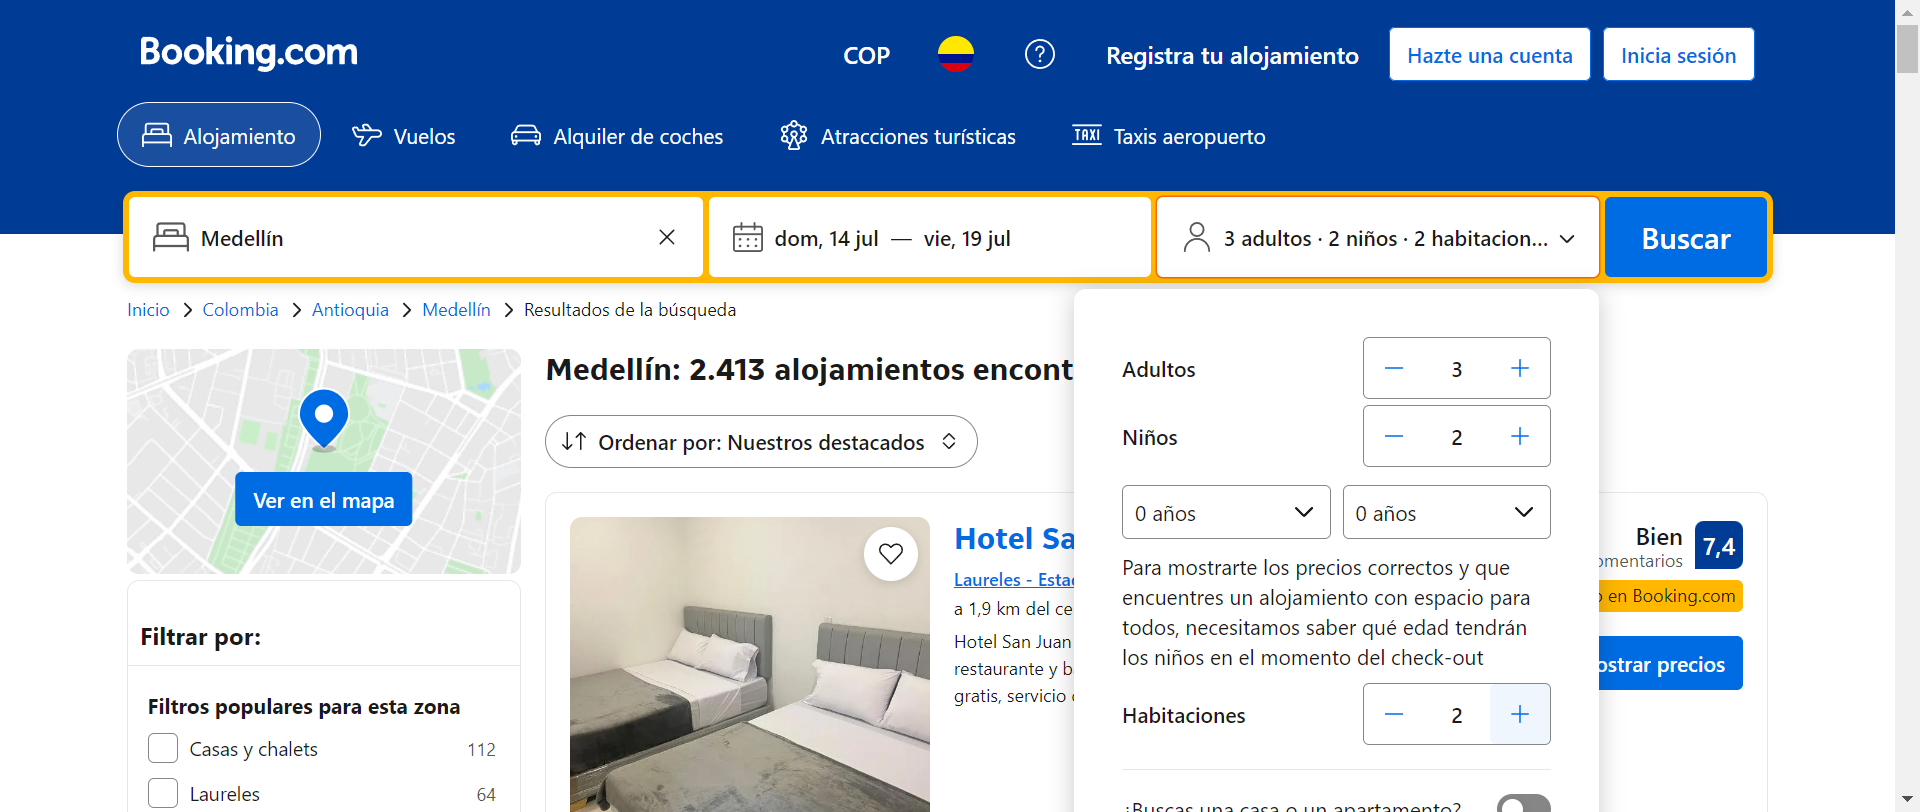 Booking.com
COP
Registra tu alojamiento
Hazte una cuenta
Inicia sesión
Alojamiento
Vuelos
Alquiler de coches
Atracciones turísticas
TAXI
Taxis aeropuerto
Medellín
dom, 14 jul — vie, 19 jul
3 adultos · 2 niños · 2 habitacion...
Buscar
Inicio
Colombia
Antioquia
Medellín
Resultados de la búsqueda
Ver en el mapa
Filtrar por:
Filtros populares para esta zona
Casas y chalets 112
Laureles 64
Medellín: 2.413 alojamientos encont
Ordenar por: Nuestros destacados
Hotel Sa
Laureles - Estad
a 1,9 km del ce
Hotel San Juan
restaurante y b
gratis, servicio
Adultos 3
Niños 2
0 años
0 años
Para mostrarte los precios correctos y que
encuentres un alojamiento con espacio para
todos, necesitamos saber qué edad tendrán
los niños en el momento del check-out
Habitaciones 2
¿Buscas una casa o un apartamento?
Bien
omentarios
7,4
o en Booking.com
ostrar precios